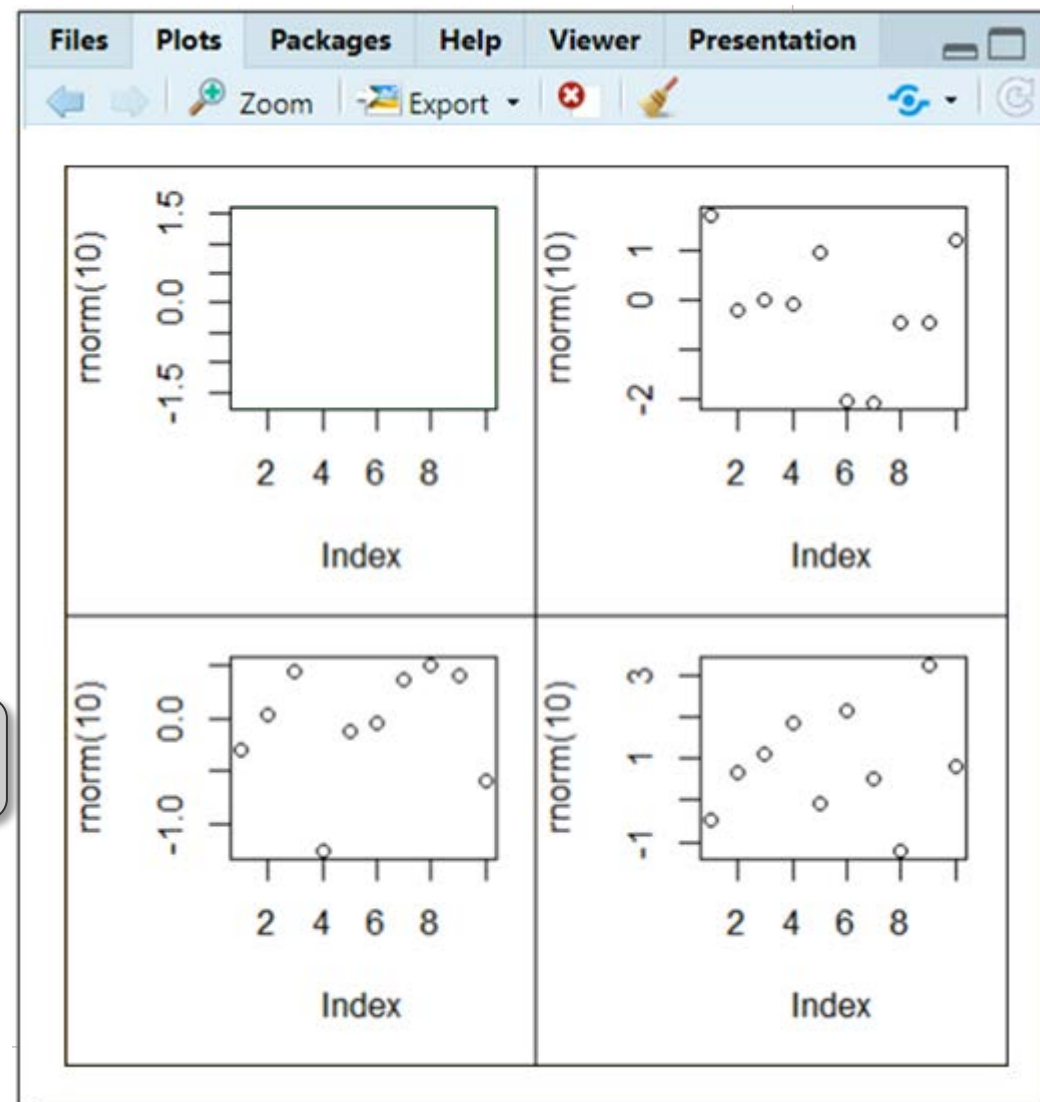 Files Plots Packages Help Viewer Presentation
Zoom Export
rnorm(10)
1.5
0.0
-1.5
2 4 6 8
Index
rnorm(10)
1
0
-2
2 4 6 8
Index
rnorm(10)
0.0
-1.0
2 4 6 8
Index
rnorm(10)
3
1
-1
2 4 6 8
Index